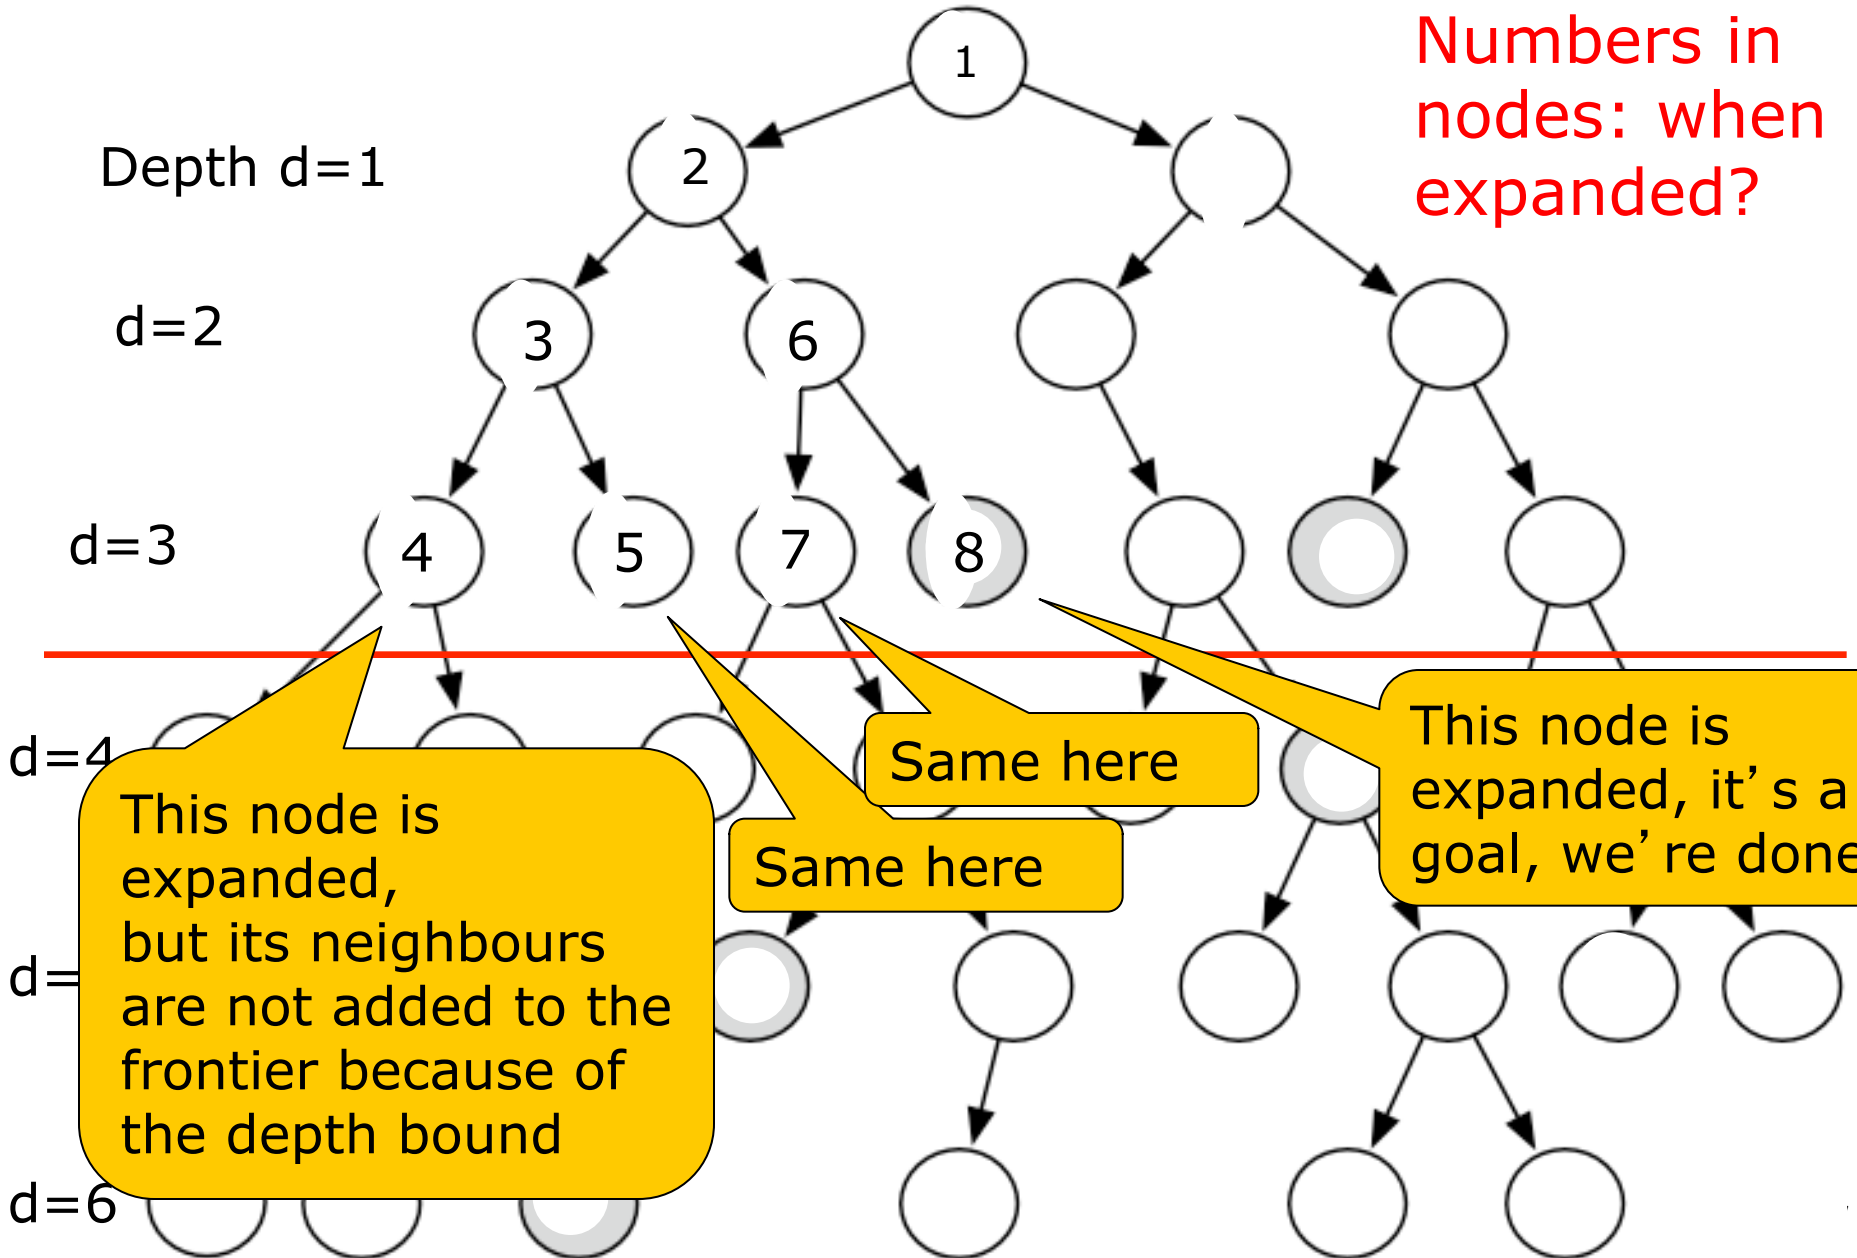 Numbers in
nodes: when
expanded?
1
Depth d=1
2
d=2
3
6
d=3
4
5
7
8
d=4
This node is
expanded,
but its neighbours
are not added to the
frontier because of
the depth bound
Same here
Same here
This node is
expanded, it’s a
goal, we’re done
d=
d=6